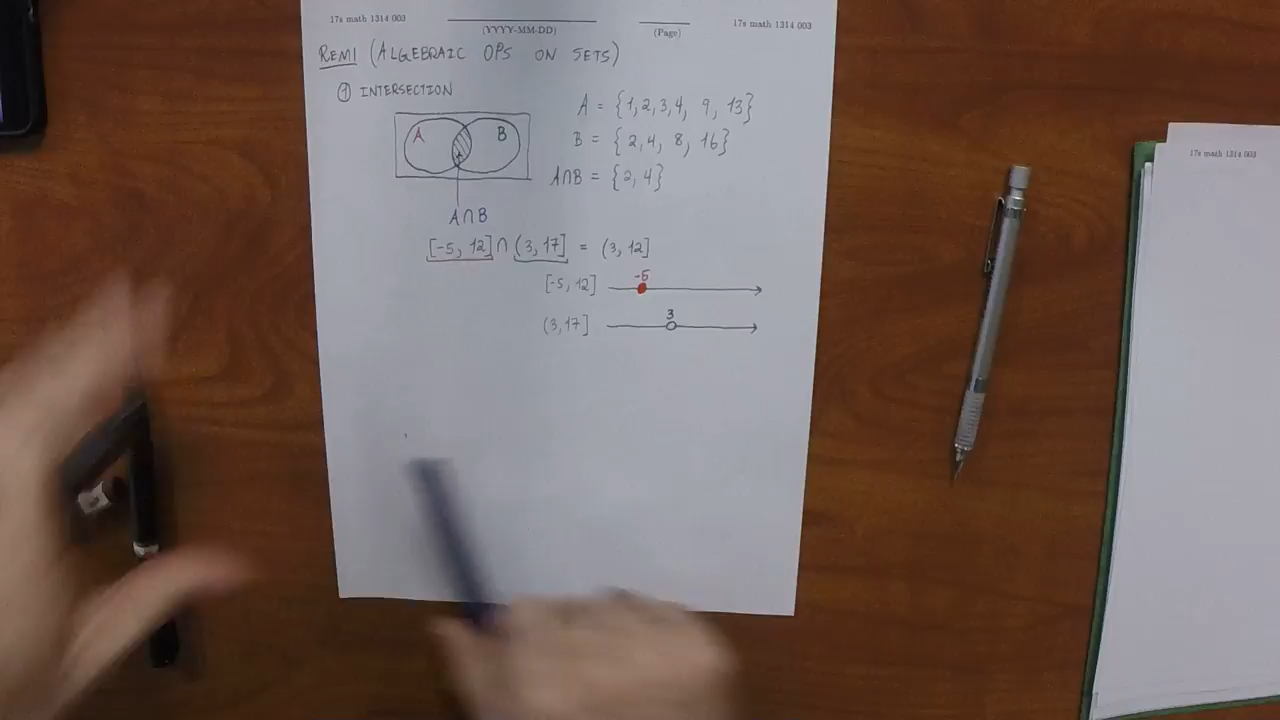 17s math 1314 003
(YYYY-MM-DD)
(Page)
17s math 1314 003
REM1 (ALGEBRAIC OPS ON SETS)
① INTERSECTION
A B
A∩B
A = {1,2,3,4, 9, 13}
B = {2,4, 8, 16}
A∩B = {2,4}
[-5, 12] ∩ (3, 17] = (3, 12]
-5
[-5, 12]
3
(3,17]
17s math 1314 003